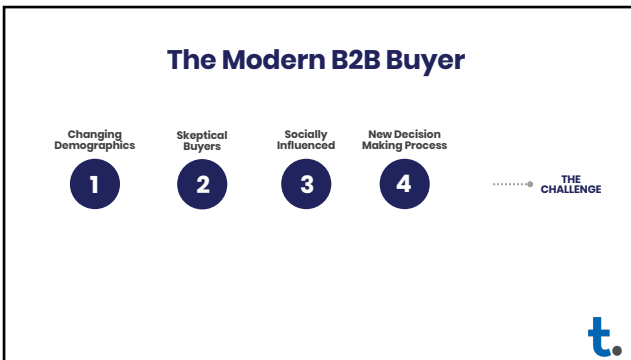 The Modern B2B Buyer
Changing
Demographics
Skeptical
Buyers
Socially
Influenced
New Decision
Making Process
1
2
3
4
THE
CHALLENGE
t.